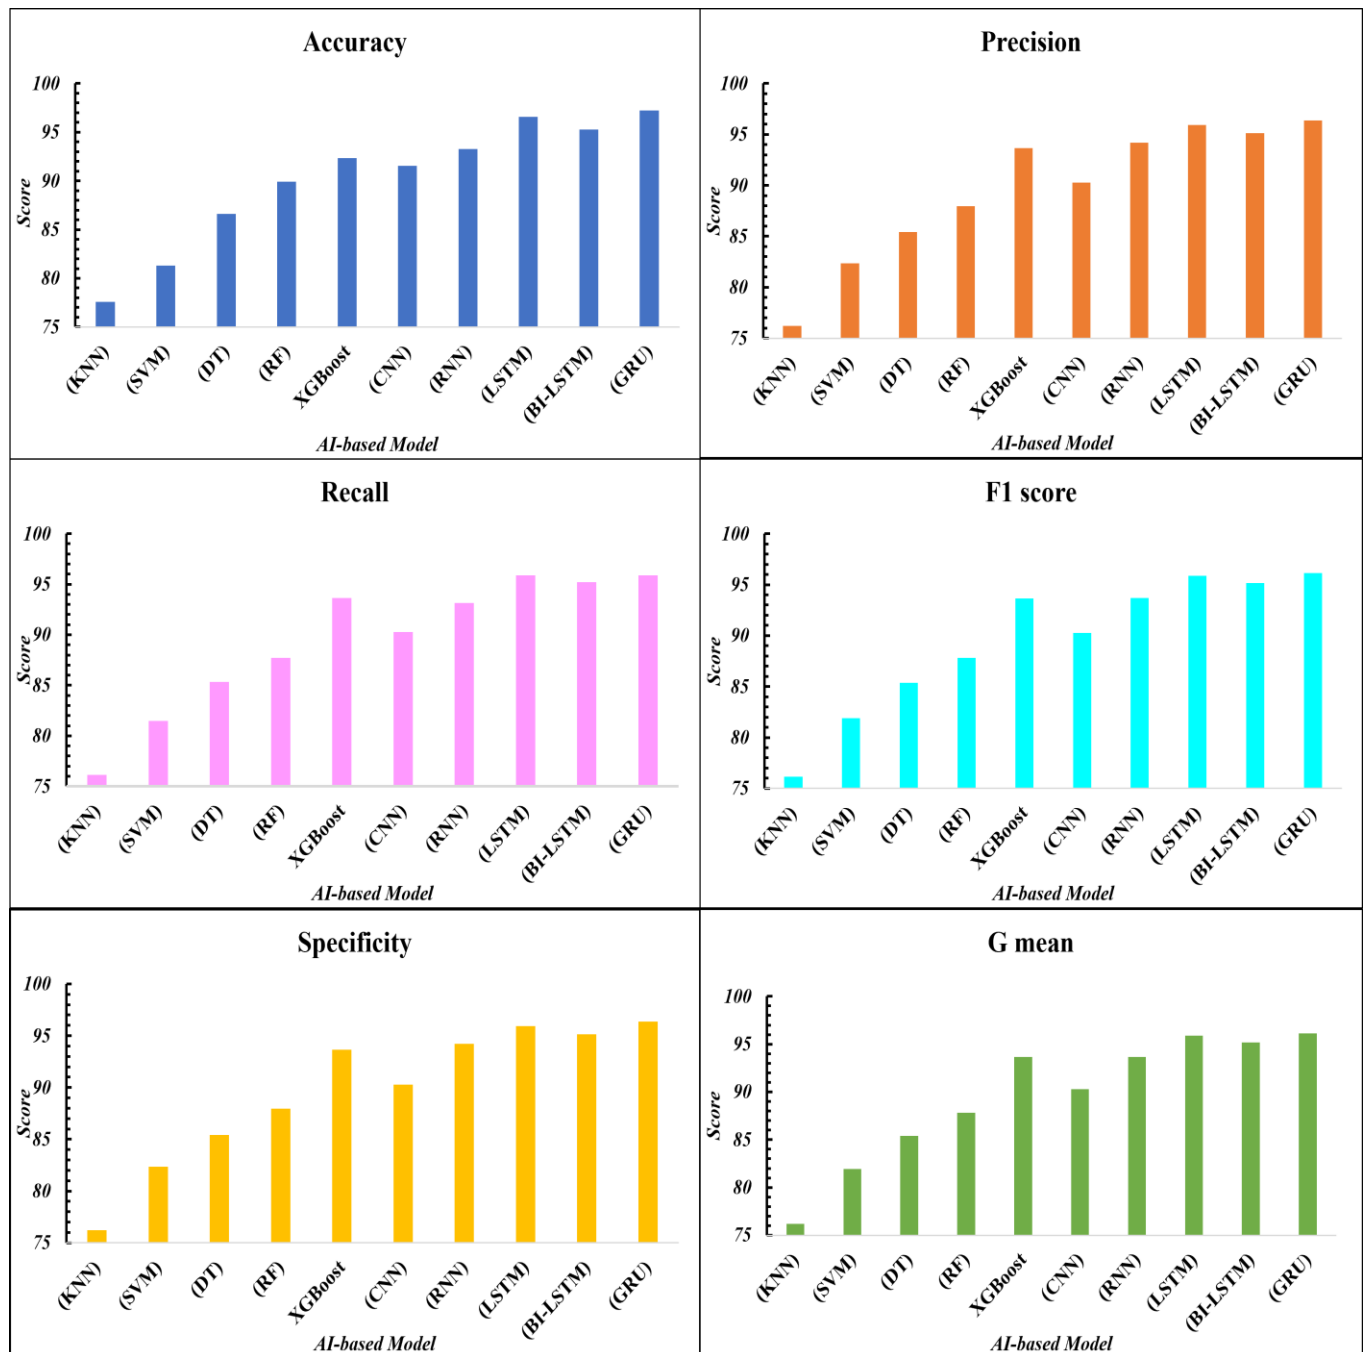 Accuracy
100
95
90
85
80
75
Score
(KNN)
(SVM)
(DT)
(RF)
XGBoost
(CNN)
(RNN)
(LSTM)
(BI-LSTM)
(GRU)
AI-based Model
Precision
100
95
90
85
80
75
Score
(KNN)
(SVM)
(DT)
(RF)
XGBoost
(CNN)
(RNN)
(LSTM)
(BI-LSTM)
(GRU)
AI-based Model
Recall
100
95
90
85
80
75
Score
(KNN)
(SVM)
(DT)
(RF)
XGBoost
(CNN)
(RNN)
(LSTM)
(BI-LSTM)
(GRU)
AI-based Model
F1 score
100
95
90
85
80
75
Score
(KNN)
(SVM)
(DT)
(RF)
XGBoost
(CNN)
(RNN)
(LSTM)
(BI-LSTM)
(GRU)
AI-based Model
Specificity
100
95
90
85
80
75
Score
(KNN)
(SVM)
(DT)
(RF)
XGBoost
(CNN)
(RNN)
(LSTM)
(BI-LSTM)
(GRU)
AI-based Model
G mean
100
95
90
85
80
75
Score
(KNN)
(SVM)
(DT)
(RF)
XGBoost
(CNN)
(RNN)
(LSTM)
(BI-LSTM)
(GRU)
AI-based Model